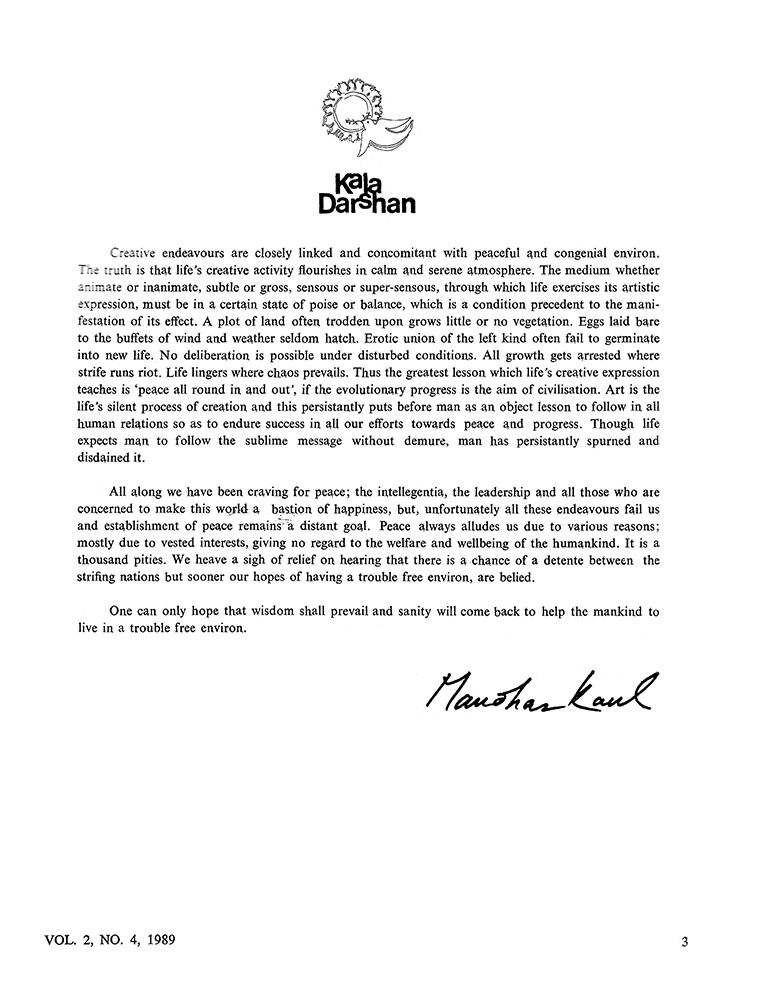 Kala
Darshan
Creative endeavours are closely linked and concomitant with peaceful and congenial environ.
The truth is that life's creative activity flourishes in calm and serene atmosphere. The medium whether
animate or inanimate, subtle or gross, sensous or super-sensous, through which life exercises its artistic
expression, must be in a certain state of poise or balance, which is a condition precedent to the mani-
festation of its effect. A plot of land often trodden upon grows little or no vegetation. Eggs laid bare
to the buffets of wind and weather seldom hatch. Erotic union of the left kind often fail to germinate
into new life. No deliberation is possible under disturbed conditions. All growth gets arrested where
strife runs riot. Life lingers where chaos prevails. Thus the greatest lesson which life's creative expression
teaches is 'peace all round in and out', if the evolutionary progress is the aim of civilisation. Art is the
life's silent process of creation and this persistantly puts before man as an object lesson to follow in all
human relations so as to endure success in all our efforts towards peace and progress. Though life
expects man to follow the sublime message without demure, man has persistantly spurned and
disdained it.
All along we have been craving for peace; the intellegentia, the leadership and all those who are
concerned to make this world a bastion of happiness, but, unfortunately all these endeavours fail us
and establishment of peace remains a distant goal. Peace always alludes us due to various reasons;
mostly due to vested interests, giving no regard to the welfare and wellbeing of the humankind. It is a
thousand pities. We heave a sigh of relief on hearing that there is a chance of a detente between the
strifing nations but sooner our hopes of having a trouble free environ, are belied.
One can only hope that wisdom shall prevail and sanity will come back to help the mankind to
live in a trouble free environ.
Manohar Kaul
VOL. 2, NO. 4, 1989
3